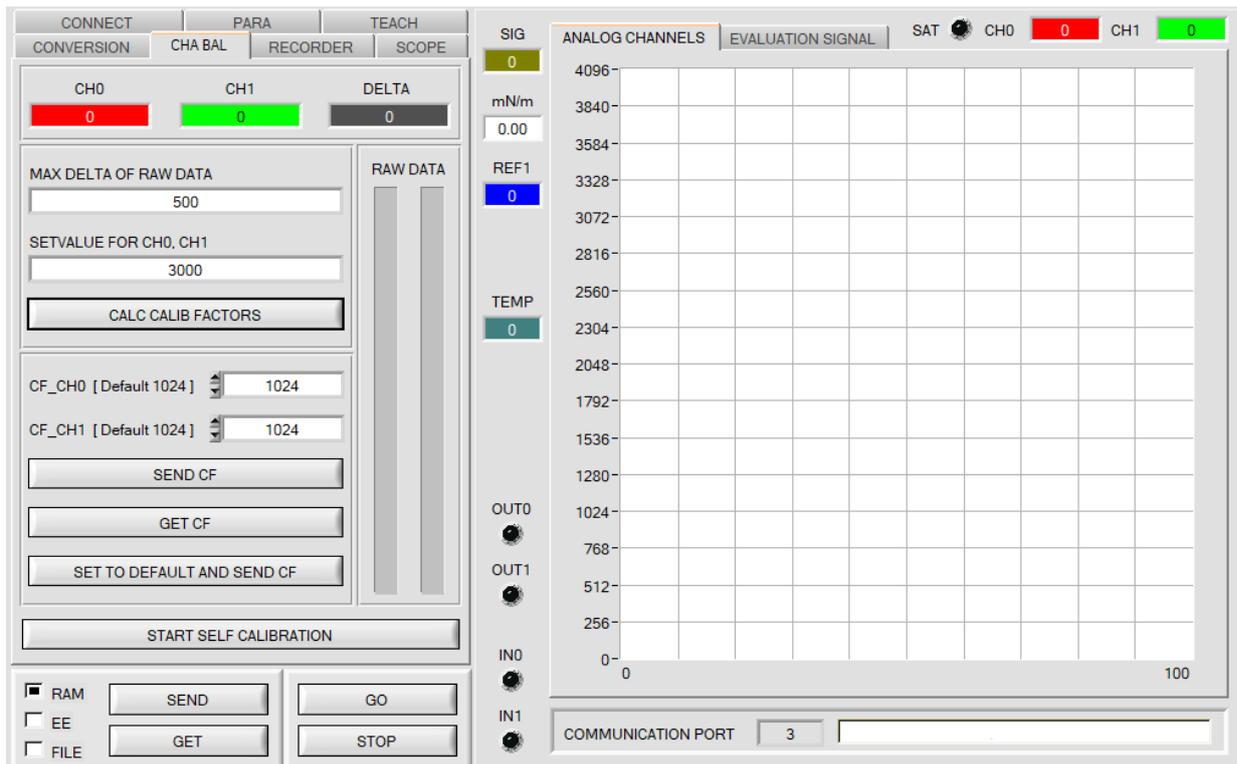 CONNECT PARA TEACH
CONVERSION CHA BAL RECORDER SCOPE
CH0 CH1 DELTA
0 0 0
MAX DELTA OF RAW DATA
500
SETVALUE FOR CH0, CH1
3000
CALC CALIB FACTORS
RAW DATA
CF_CH0 [ Default 1024 ] 1024
CF_CH1 [ Default 1024 ] 1024
SEND CF
GET CF
SET TO DEFAULT AND SEND CF
START SELF CALIBRATION
RAM
EE
FILE
SEND
GET
GO
STOP
SIG
0
mN/m
0.00
REF1
0
TEMP
0
OUT0
OUT1
IN0
IN1
ANALOG CHANNELS EVALUATION SIGNAL SAT CH0 0 CH1 0
4096
3840
3584
3328
3072
2816
2560
2304
2048
1792
1536
1280
1024
768
512
256
0
0 100
COMMUNICATION PORT 3